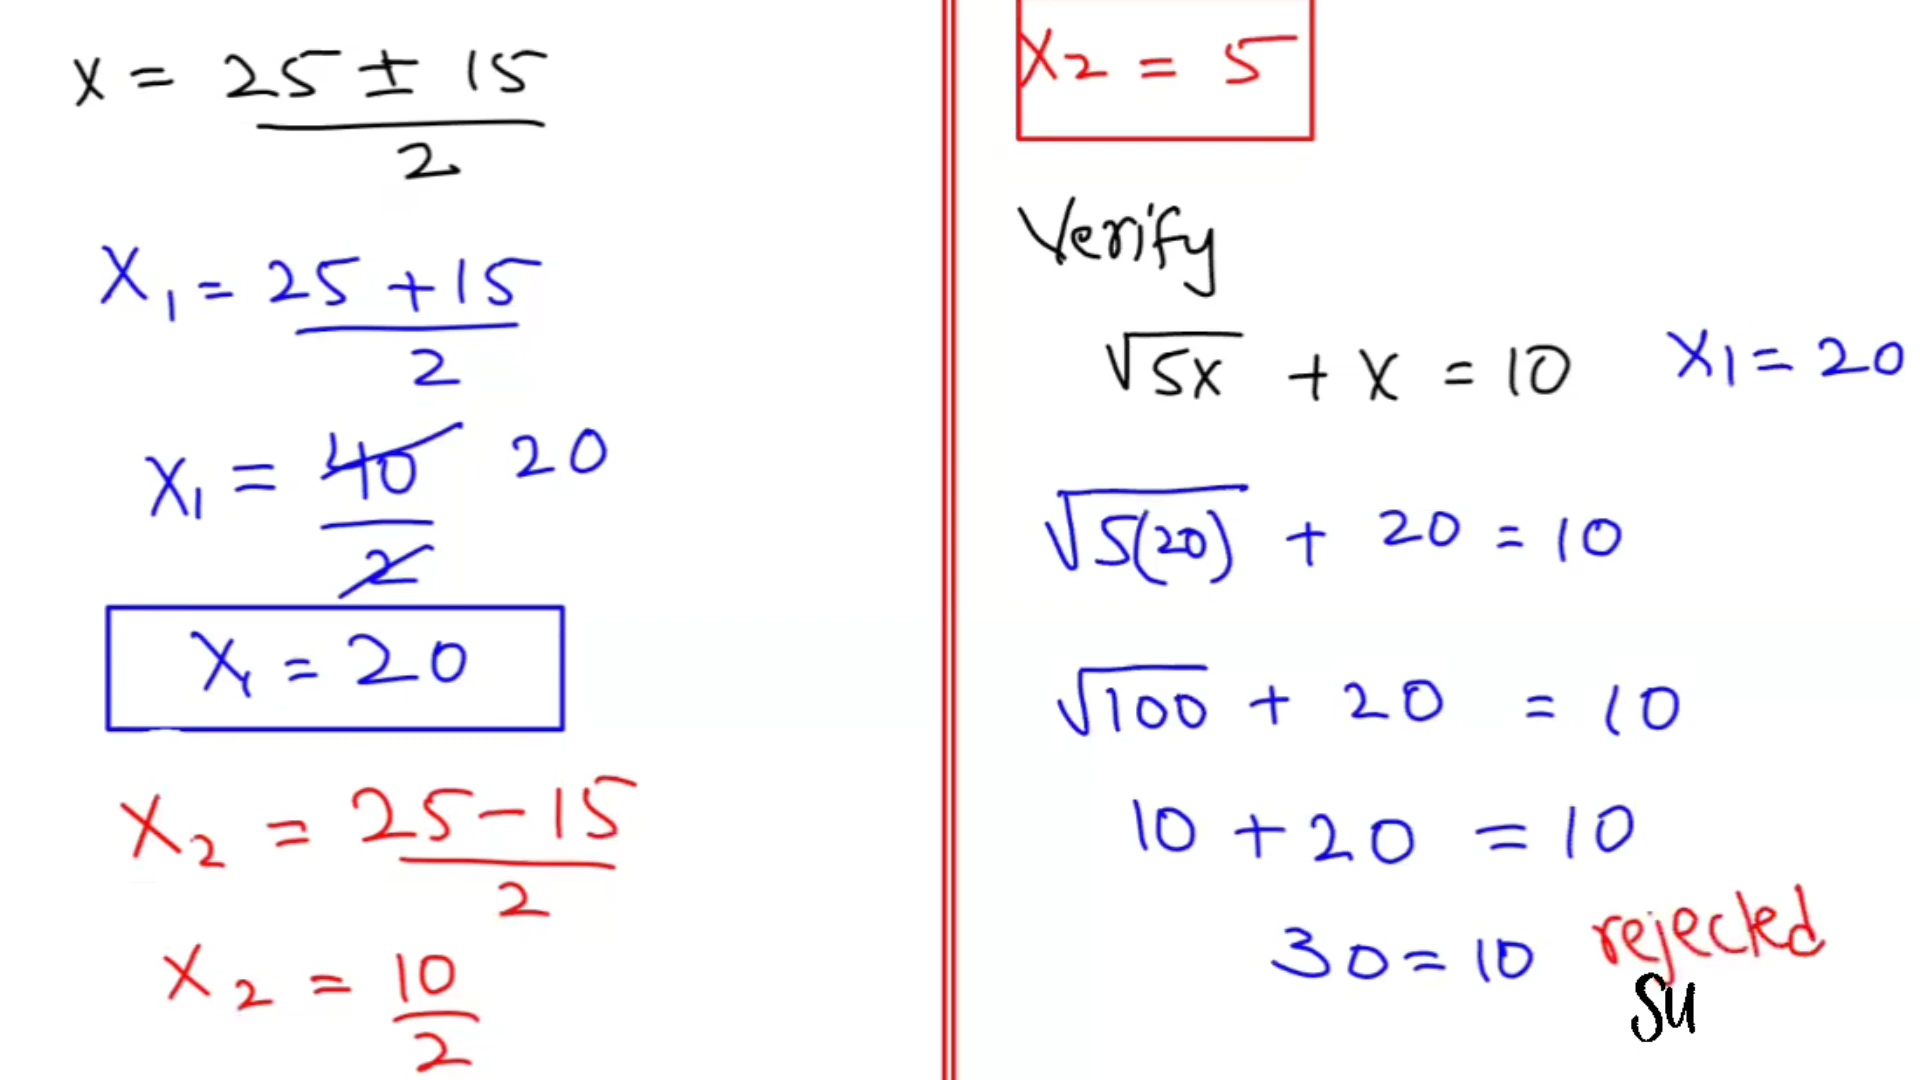 x = 25 ± 15
2
x₁ = 25 + 15
2
x₁ = 40 20
2
x₁ = 20
x₂ = 25 - 15
2
x₂ = 10
2
x₂ = 5
Verify
√5x + x = 10 x₁ = 20
√5(20) + 20 = 10
√100 + 20 = 10
10 + 20 = 10
30 = 10 rejected
SU